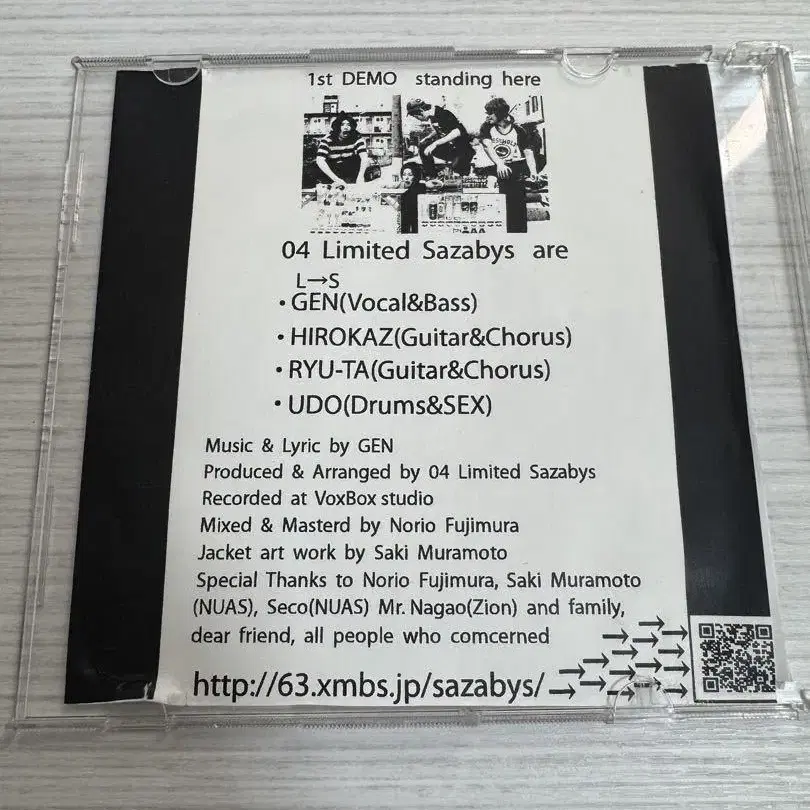 1st DEMO standing here
04 Limited Sazabys are
L→S
・GEN(Vocal&Bass)
・HIROKAZ(Guitar&Chorus)
・RYU-TA(Guitar&Chorus)
・UDO(Drums&SEX)
Music & Lyric by GEN
Produced & Arranged by 04 Limited Sazabys
Recorded at VoxBox studio
Mixed & Masterd by Norio Fujimura
Jacket art work by Saki Muramoto
Special Thanks to Norio Fujimura, Saki Muramoto
(NUAS), Seco(NUAS) Mr. Nagao(Zion) and family,
dear friend, all people who comcerned
http://63.xmbs.jp/sazabys/